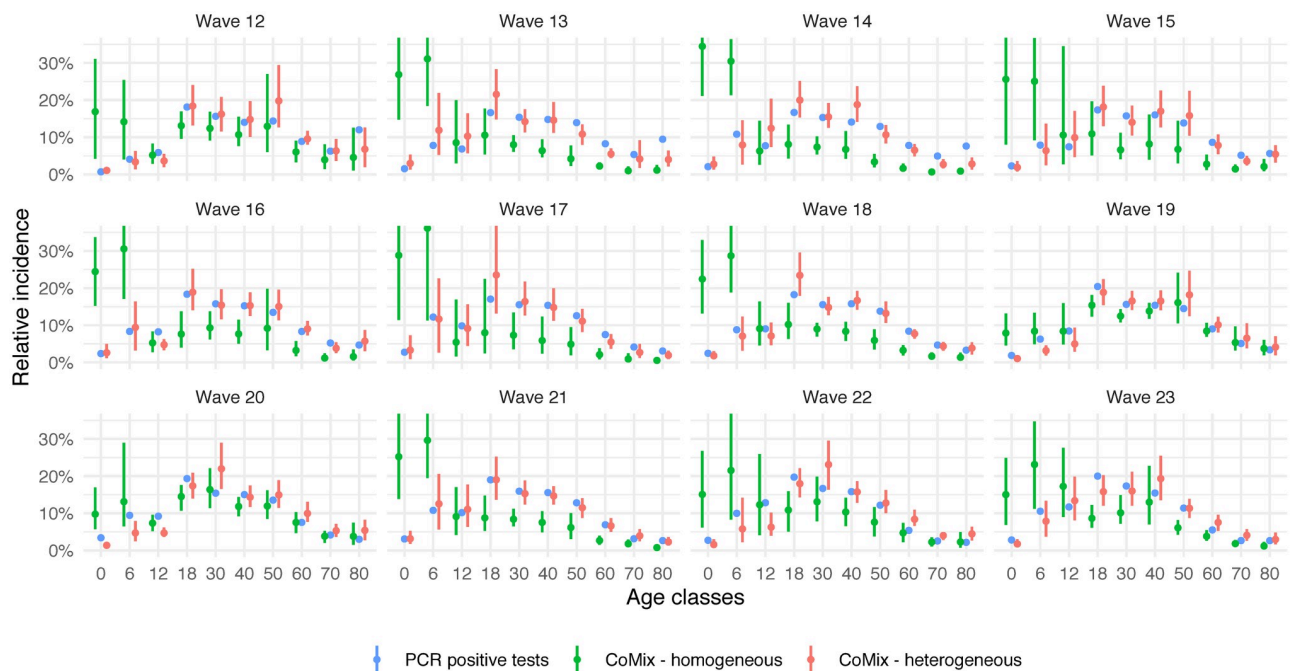 Wave 12 Wave 13 Wave 14 Wave 15
30%
20%
10%
0%
Wave 16 Wave 17 Wave 18 Wave 19
30%
20%
10%
0%
Wave 20 Wave 21 Wave 22 Wave 23
30%
20%
10%
0%
0 6 12 18 30 40 50 60 70 80 0 6 12 18 30 40 50 60 70 80 0 6 12 18 30 40 50 60 70 80 0 6 12 18 30 40 50 60 70 80
Relative incidence
Age classes
PCR positive tests CoMix - homogeneous CoMix - heterogeneous